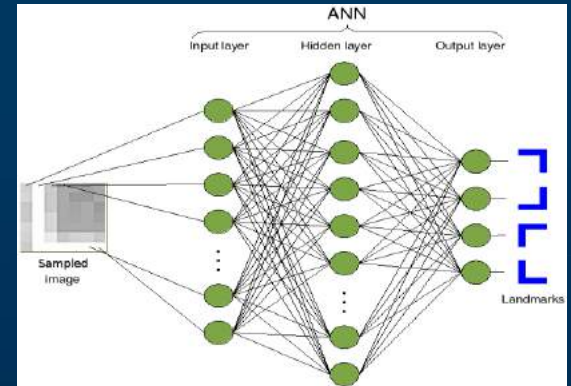 ANN
Input layer
Hidden layer
Output layer
Sampled
image
Landmarks